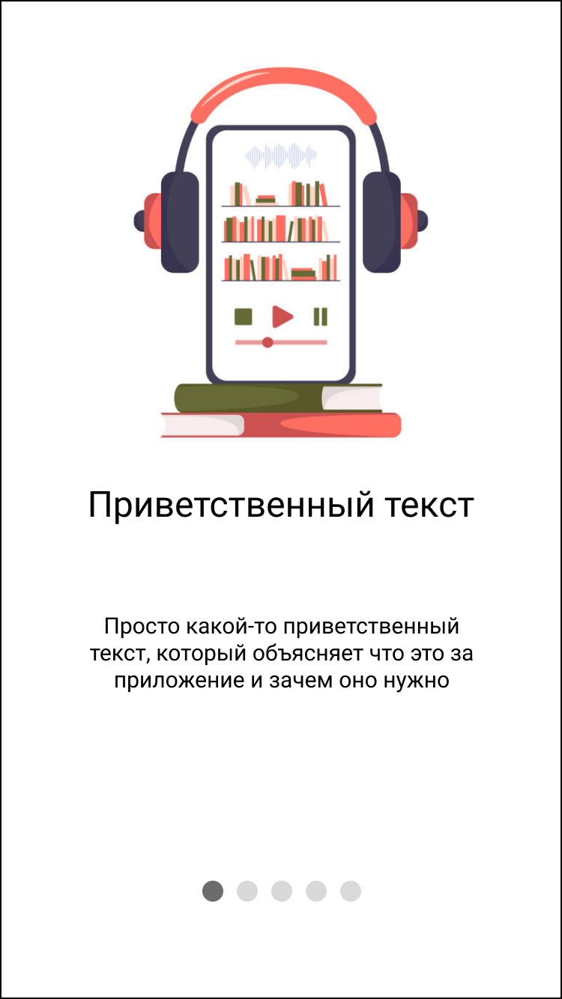 Приветственный текст
Просто какой-то приветственный
текст, который объясняет что это за
приложение и зачем оно нужно